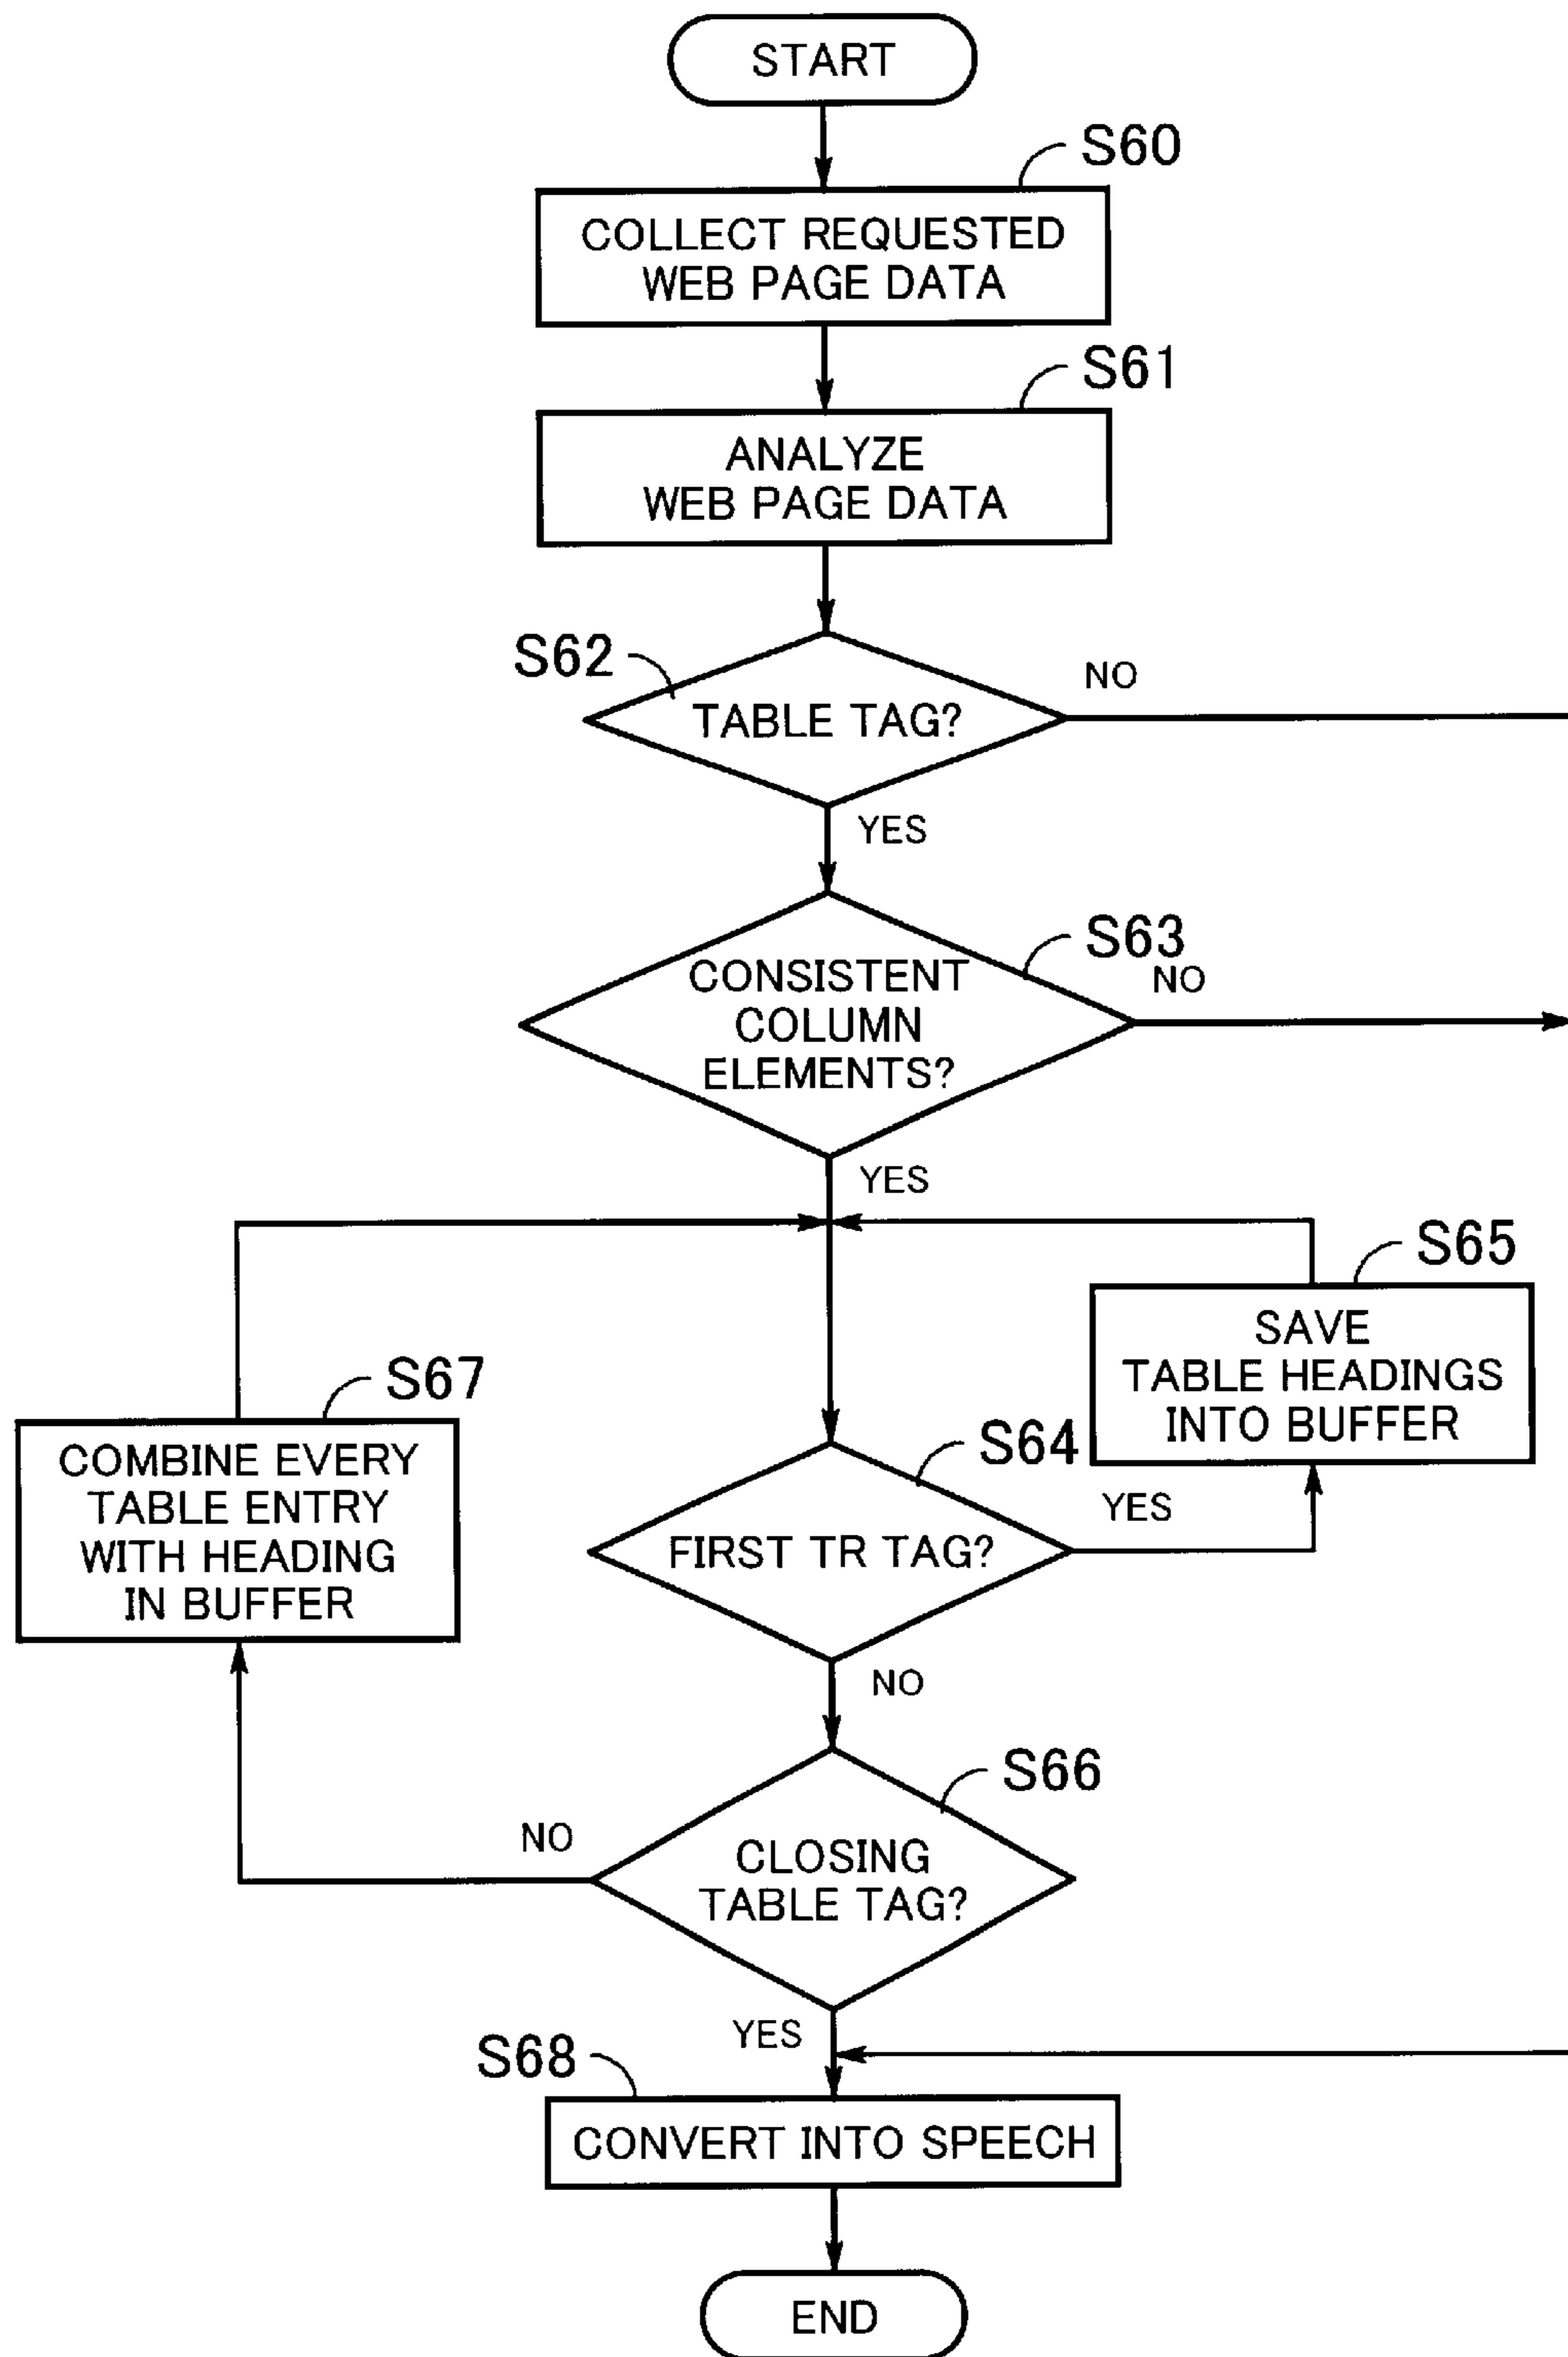 START
S60
COLLECT REQUESTED
WEB PAGE DATA
S61
ANALYZE
WEB PAGE DATA
S62
TABLE TAG?
NO
YES
S63
CONSISTENT
COLUMN
ELEMENTS?
NO
YES
S65
SAVE
TABLE HEADINGS
INTO BUFFER
S67
COMBINE EVERY
TABLE ENTRY
WITH HEADING
IN BUFFER
S64
FIRST TR TAG?
YES
NO
S66
CLOSING
TABLE TAG?
NO
YES
S68
CONVERT INTO SPEECH
END